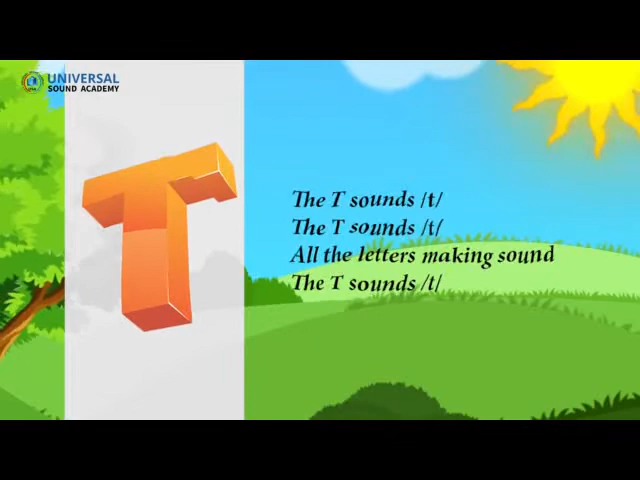 UNIVERSAL
SOUND ACADEMY
T
The T sounds /t/
The T sounds /t/
All the letters making sound
The T sounds /t/